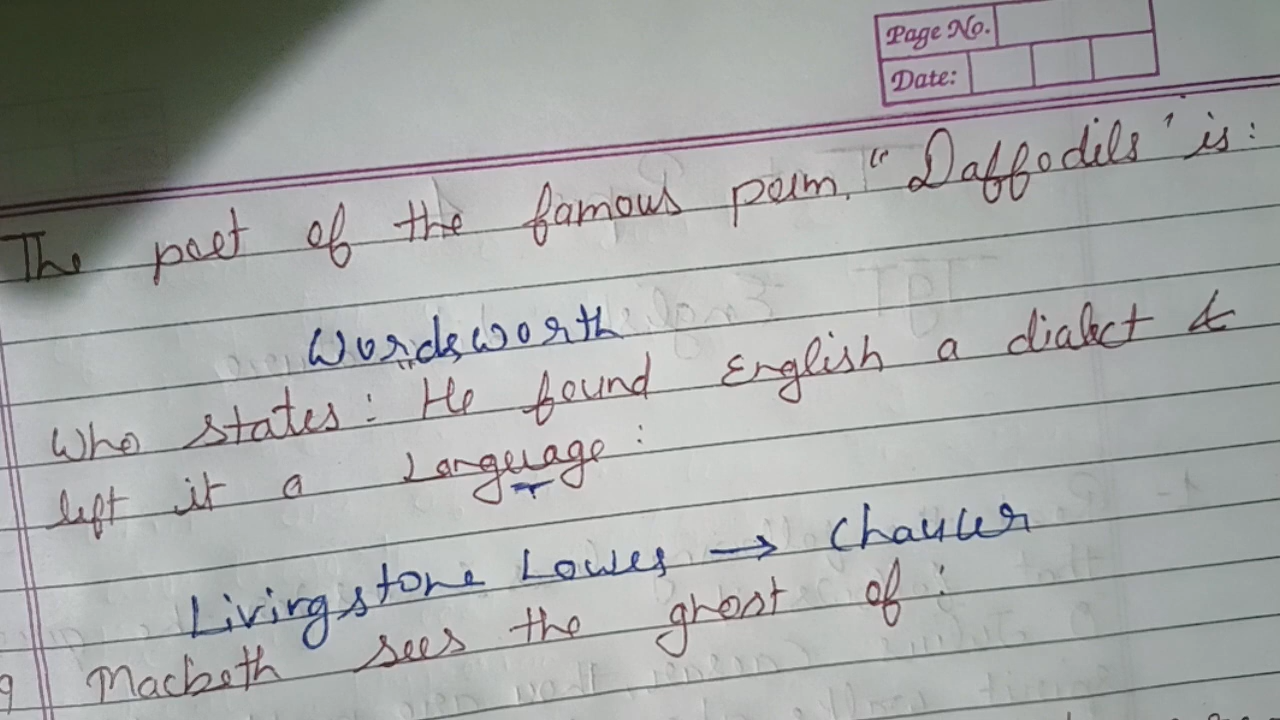 Page No.
Date:
The poet of the famous poem, "Daffodils' is:
Wordsworth
Who states: He found English a dialect &
left it a Language:
Livingstone Lowes → Chaucer
9 Macbeth sees the ghost of: